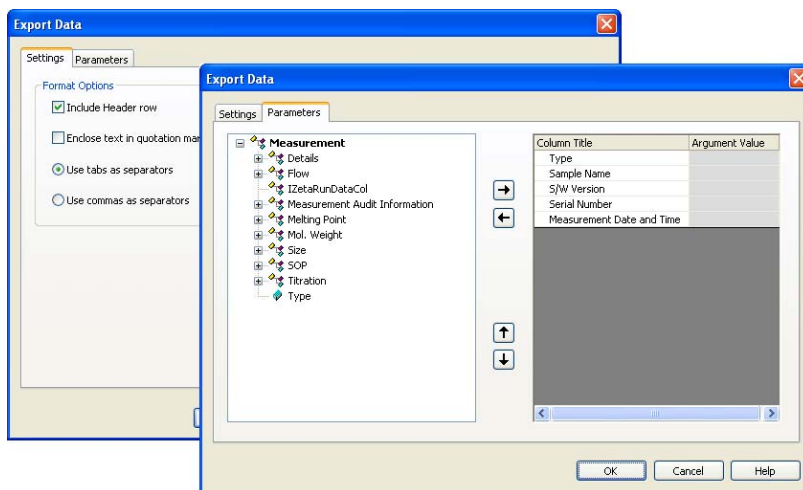 Export Data
Settings
Parameters
Format Options
Include Header row
Enclose text in quotation
Use tabs as separators
Use commas as separators
Export Data
Settings
Parameters
Measurement
Details
Flow
IZetaRunDataCol
Measurement Audit Information
Melting Point
Mol. Weight
Size
SOP
Titration
Type
Column Title Argument Value
Type
Sample Name
S/W Version
Serial Number
Measurement Date and Time
OK
Cancel
Help